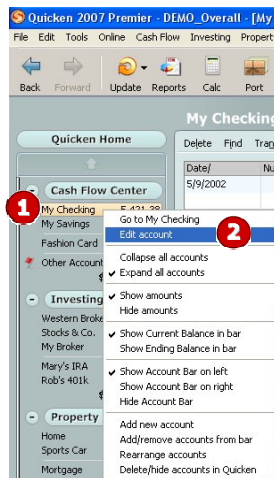 Quicken 2007 Premier - DEMO_Overall - [My
File Edit Tools Online Cash Flow Investing Propert
Back Forward Update Reports Calc Port
My Checking
Quicken Home
Delete Find Tran
Date/ Nu
5/9/2002
Cash Flow Center
1
My Checking 5,421.38
My Savings
Fashion Card
Other Account
$
Go to My Checking
Edit account
2
Collapse all accounts
Expand all accounts
Show amounts
Hide amounts
Show Current Balance in bar
Show Ending Balance in bar
Show Account Bar on left
Show Account Bar on right
Hide Account Bar
Add new account
Add/remove accounts from bar
Rearrange accounts
Delete/hide accounts in Quicken
Investing
Western Broke
Stocks & Co.
My Broker
Mary's IRA
Rob's 401k
$
Property
Home
Sports Car
Mortgage